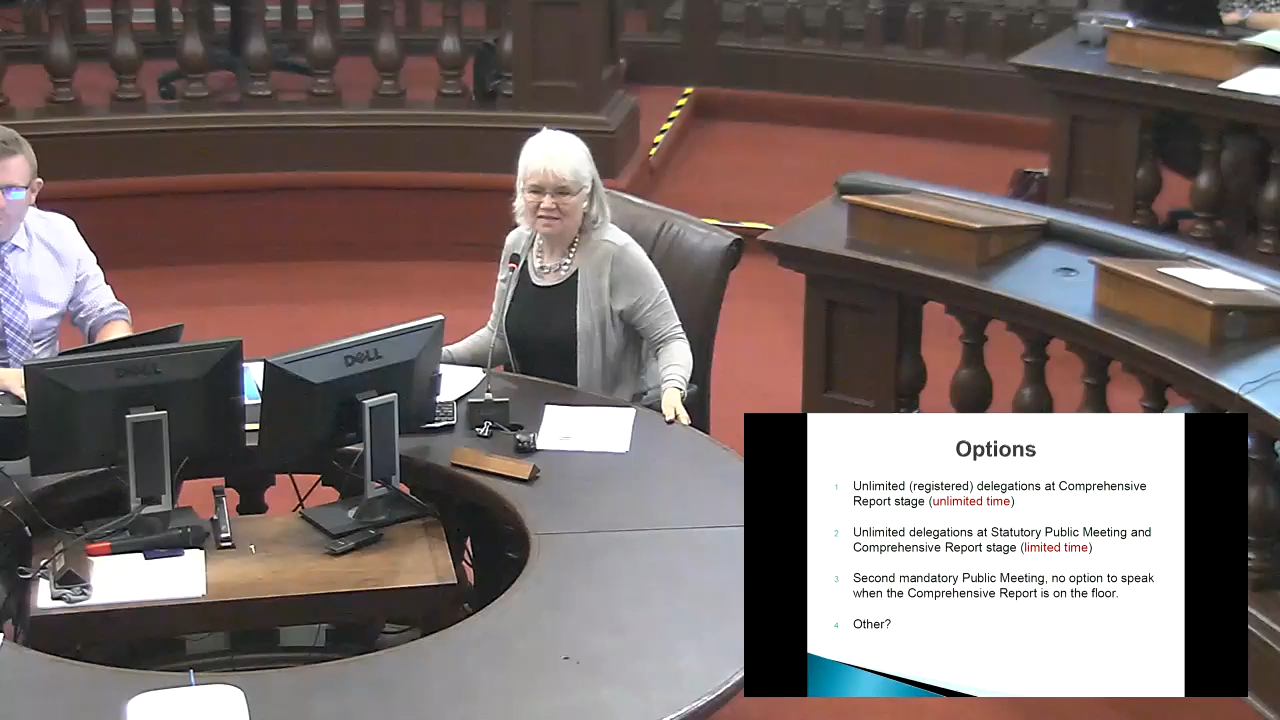 DELL
DELL
Options
1 Unlimited (registered) delegations at Comprehensive
Report stage (unlimited time)
2 Unlimited delegations at Statutory Public Meeting and
Comprehensive Report stage (limited time)
3 Second mandatory Public Meeting, no option to speak
when the Comprehensive Report is on the floor.
4 Other?